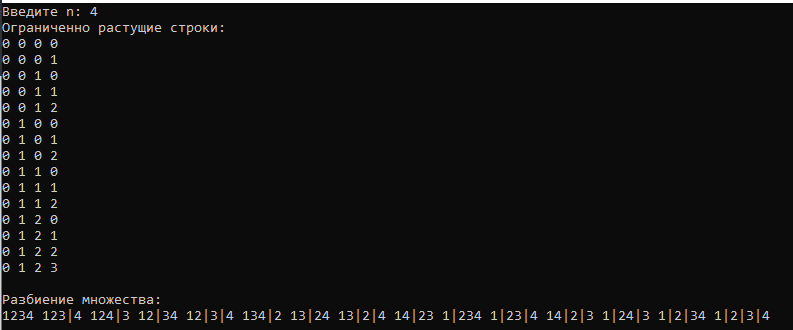 Введите n: 4
Ограниченно растущие строки:
0 0 0 0
0 0 0 1
0 0 1 0
0 0 1 1
0 0 1 2
0 1 0 0
0 1 0 1
0 1 0 2
0 1 1 0
0 1 1 1
0 1 1 2
0 1 2 0
0 1 2 1
0 1 2 2
0 1 2 3
Разбиение множества:
1234 123|4 124|3 12|34 12|3|4 134|2 13|24 13|2|4 14|23 1|234 1|23|4 14|2|3 1|24|3 1|2|34 1|2|3|4